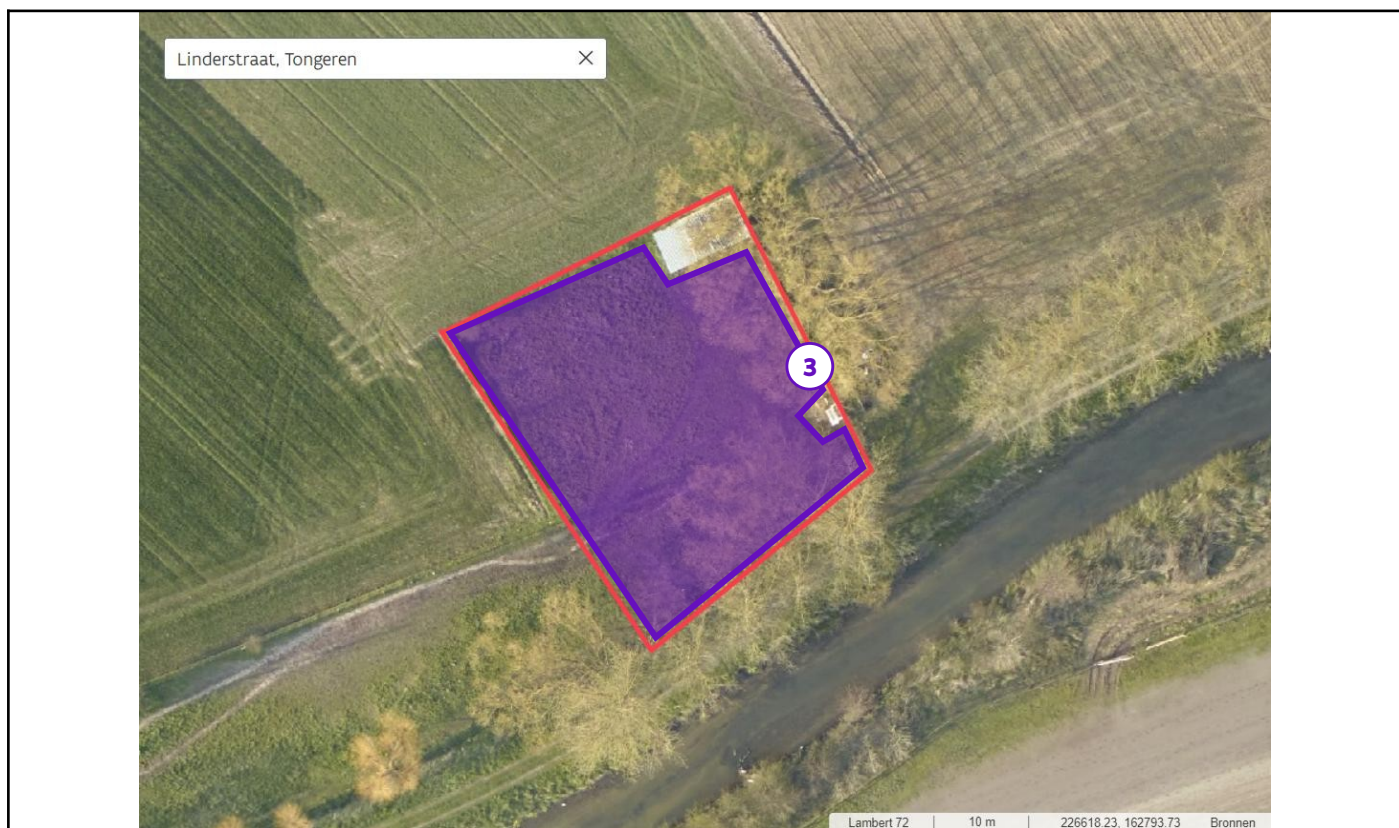 Linderstraat, Tongeren
3
Lambert 72 | 10 m | 226618.23, 162793.73 Bronnen